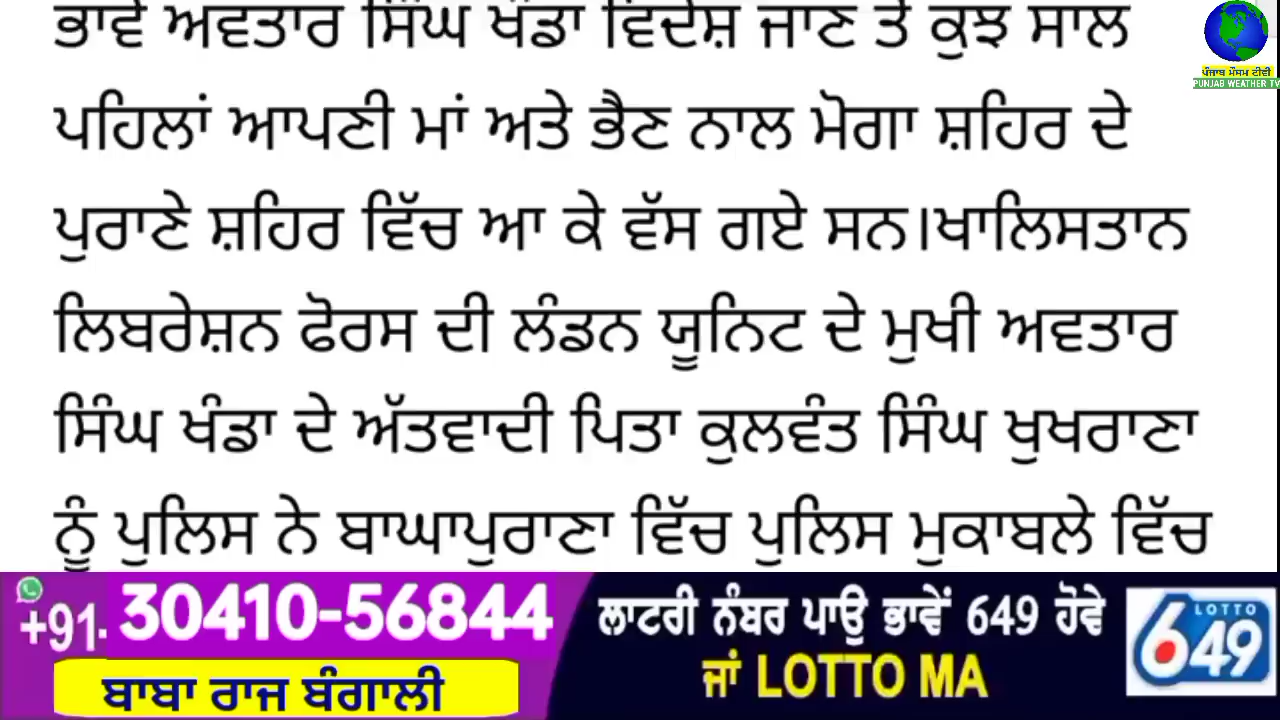 ਭਾਵੇਂ ਅਵਤਾਰ ਸਿੰਘ ਖੰਡਾ ਵਿਦੇਸ਼ ਜਾਣ ਤੋਂ ਕੁਝ ਸਾਲ
ਪਹਿਲਾਂ ਆਪਣੀ ਮਾਂ ਅਤੇ ਭੈਣ ਨਾਲ ਮੋਗਾ ਸ਼ਹਿਰ ਦੇ
ਪੁਰਾਣੇ ਸ਼ਹਿਰ ਵਿੱਚ ਆ ਕੇ ਵੱਸ ਗਏ ਸਨ।ਖਾਲਿਸਤਾਨ
ਲਿਬਰੇਸ਼ਨ ਫੋਰਸ ਦੀ ਲੰਡਨ ਯੂਨਿਟ ਦੇ ਮੁਖੀ ਅਵਤਾਰ
ਸਿੰਘ ਖੰਡਾ ਦੇ ਅੱਤਵਾਦੀ ਪਿਤਾ ਕੁਲਵੰਤ ਸਿੰਘ ਖੁਖਰਾਣਾ
ਨੂੰ ਪੁਲਿਸ ਨੇ ਬਾਘਾਪੁਰਾਣਾ ਵਿੱਚ ਪੁਲਿਸ ਮੁਕਾਬਲੇ ਵਿੱਚ
ਪੰਜਾਬ ਮੌਸਮ ਟੀਵੀ
PUNJAB WEATHER TV
+91- 30410-56844
ਬਾਬਾ ਰਾਜ ਬੰਗਾਲੀ
ਲਾਟਰੀ ਨੰਬਰ ਪਾਉ ਭਾਵੇਂ 649 ਹੋਵੇ
ਜਾਂ LOTTO MA
LOTTO
649